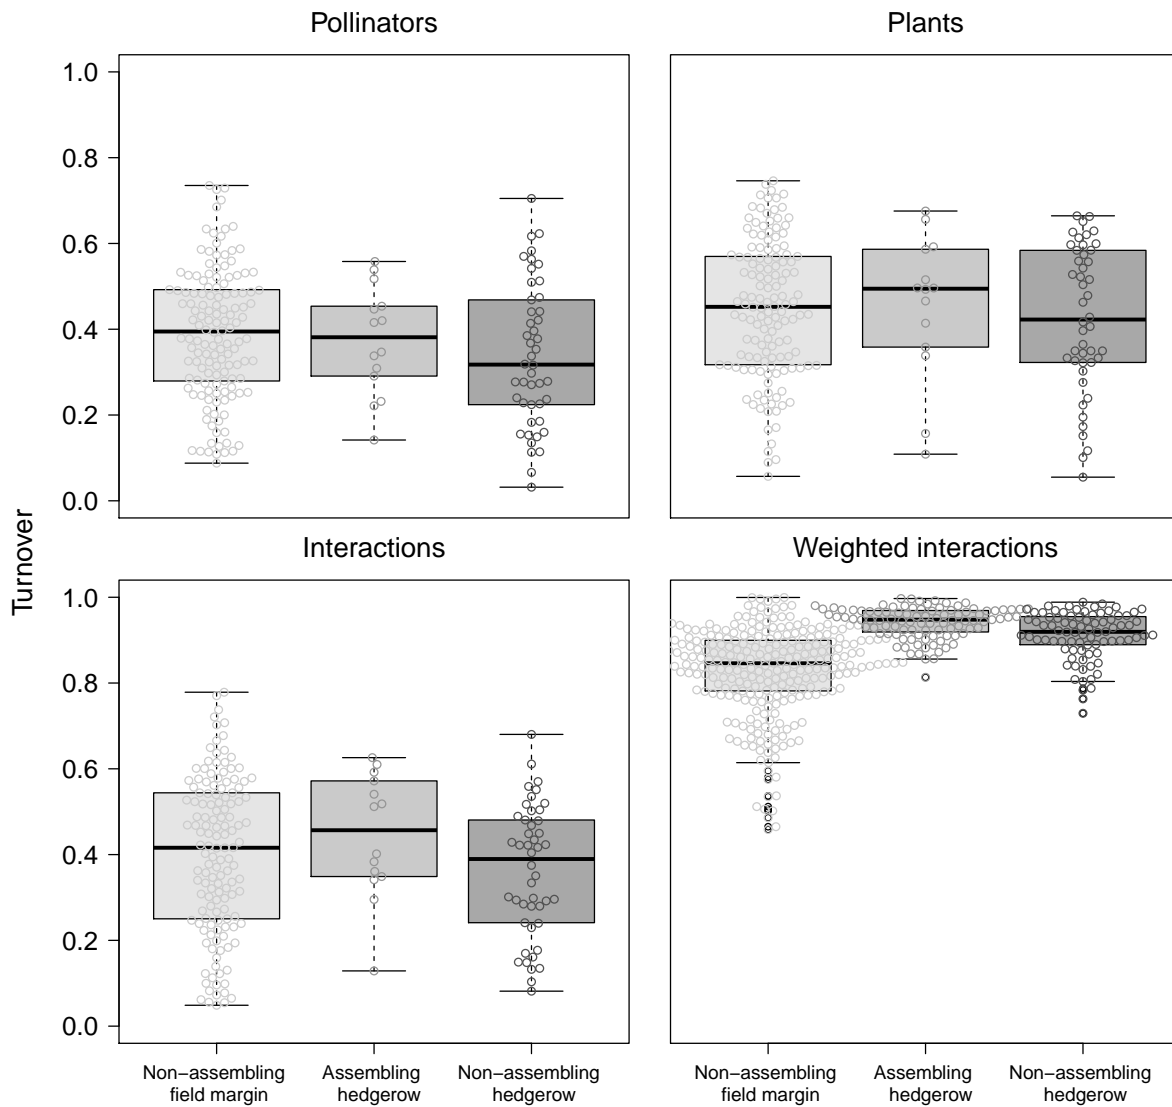 Pollinators
Plants
1.0
0.8
0.6
0.4
0.2
0.0
Turnover
Interactions
Weighted interactions
1.0
0.8
0.6
0.4
0.2
0.0
Non−assembling
field margin
Assembling
hedgerow
Non−assembling
hedgerow
Non−assembling
field margin
Assembling
hedgerow
Non−assembling
hedgerow